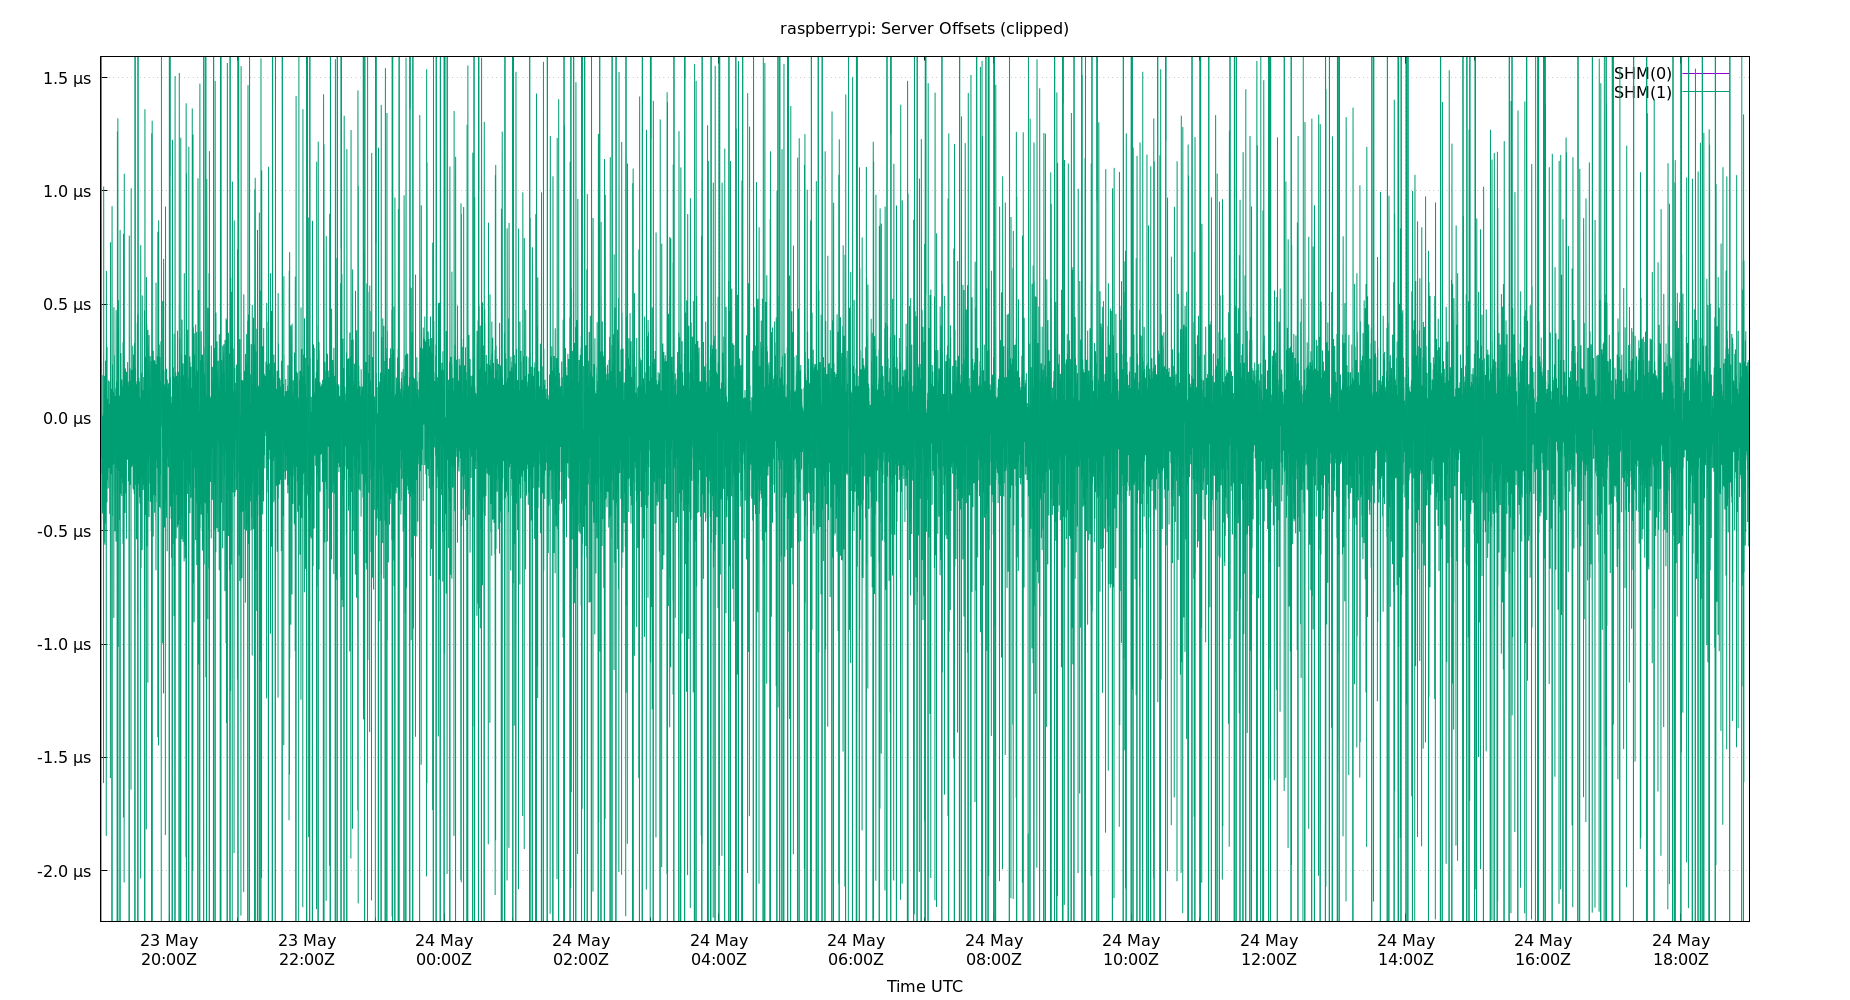 raspberrypi: Server Offsets (clipped)
SHM(0)
SHM(1)
1.5 µs
1.0 µs
0.5 µs
0.0 µs
-0.5 µs
-1.0 µs
-1.5 µs
-2.0 µs
23 May 23 May 24 May 24 May 24 May 24 May 24 May 24 May 24 May 24 May 24 May 24 May
20:00Z 22:00Z 00:00Z 02:00Z 04:00Z 06:00Z 08:00Z 10:00Z 12:00Z 14:00Z 16:00Z 18:00Z
Time UTC